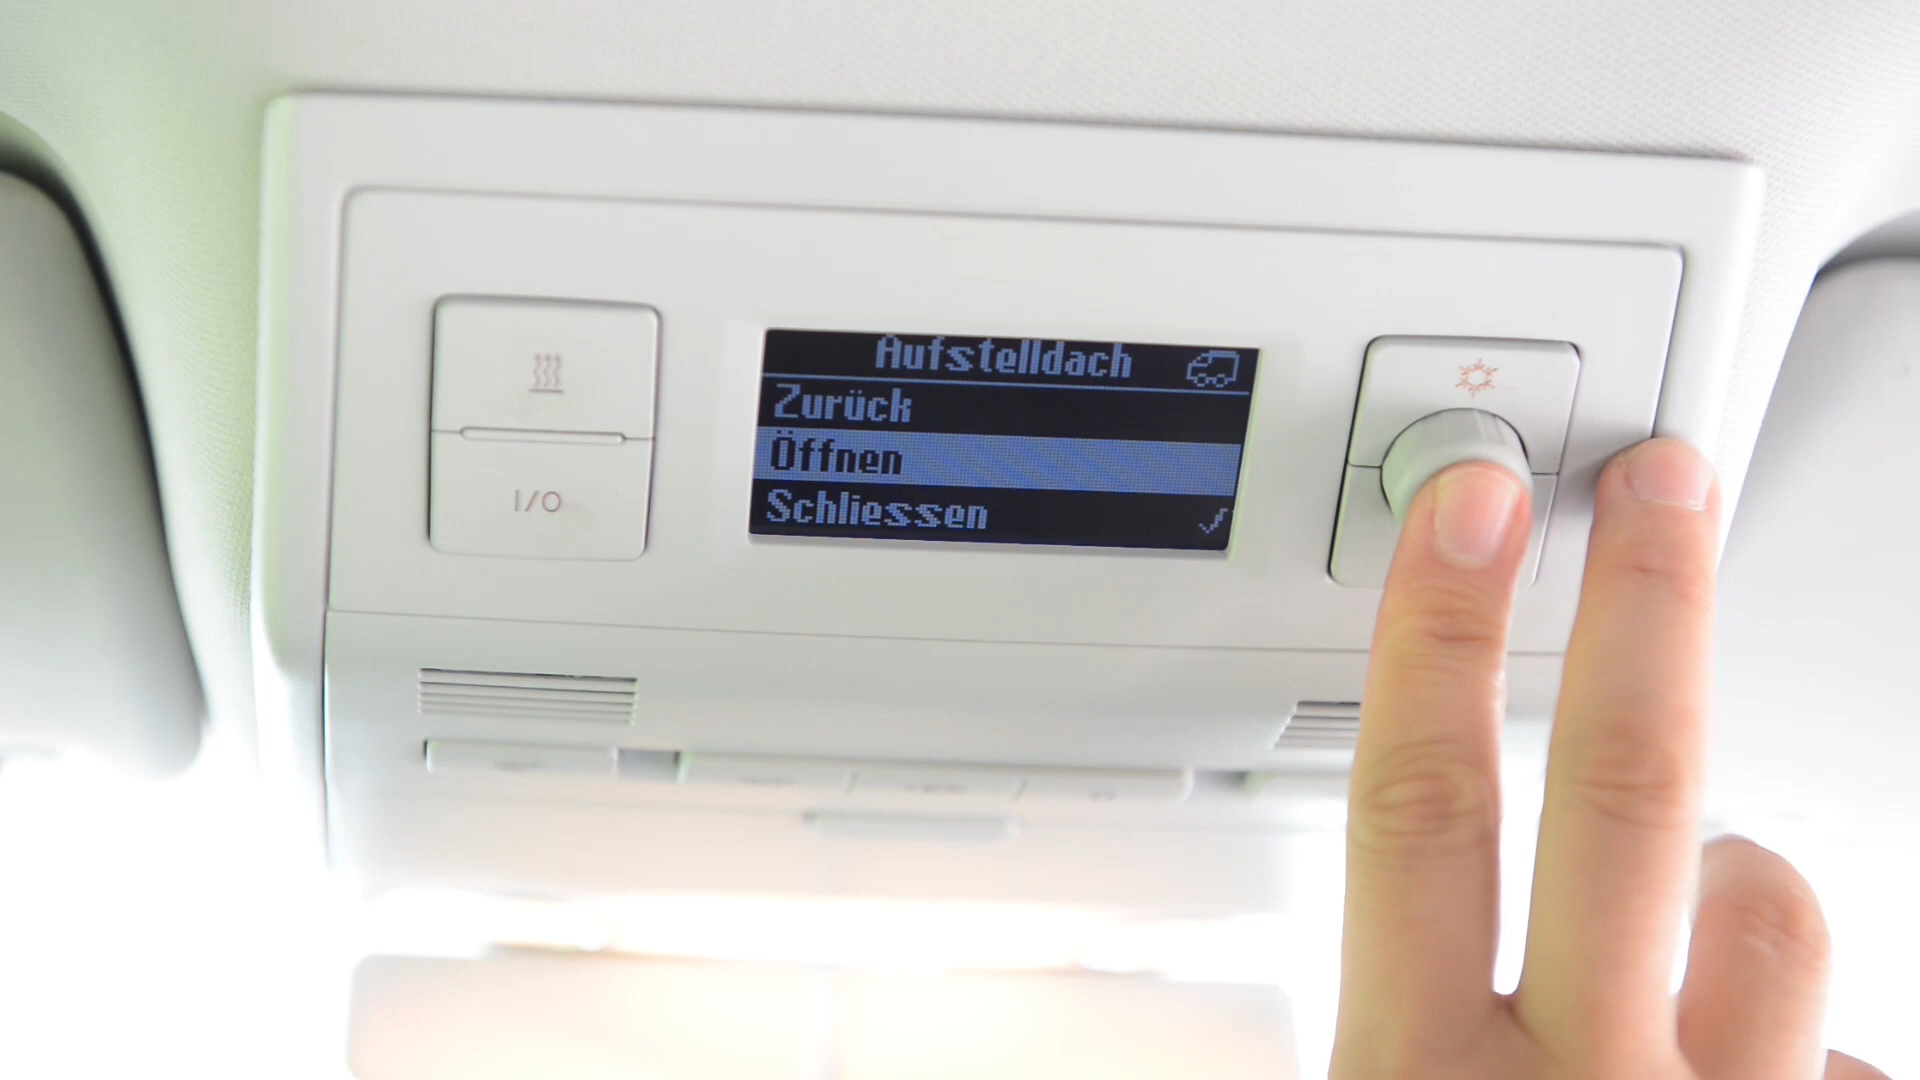 Aufstelldach
Zurück
Öffnen
Schliessen
I/O